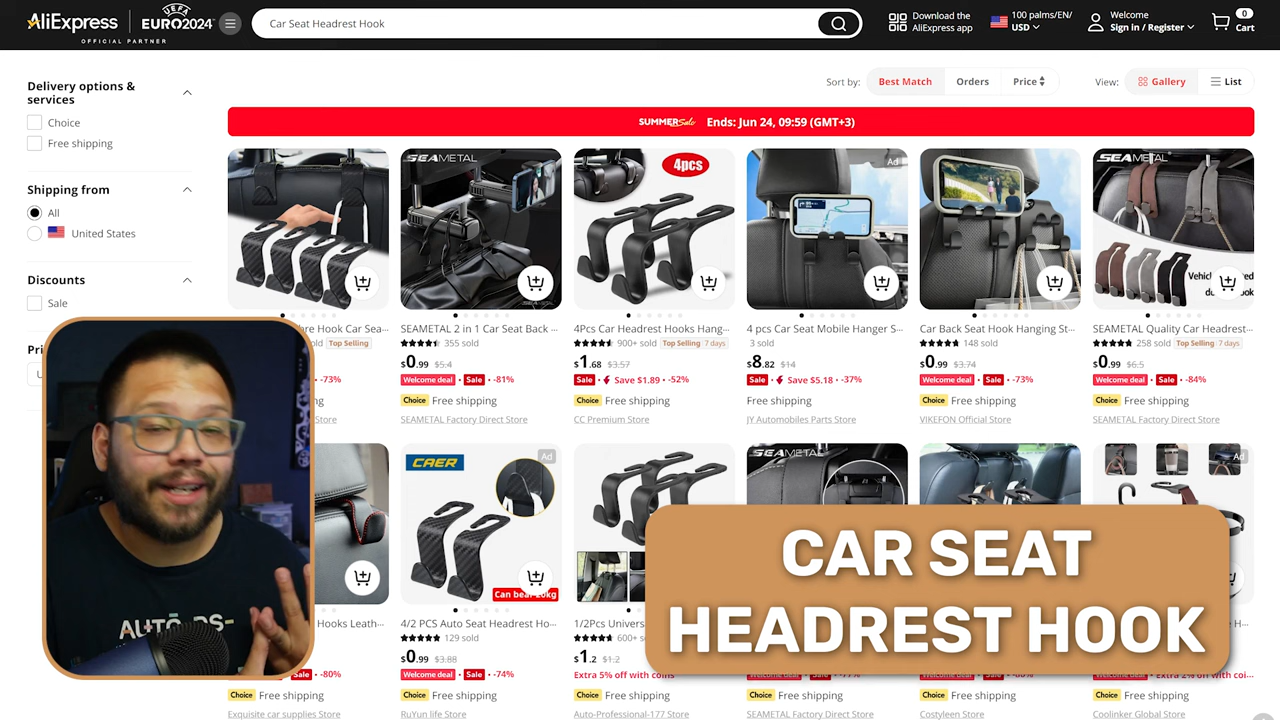 AliExpress
OFFICIAL PARTNER
UEFA
EURO2024
Car Seat Headrest Hook
Download the
AliExpress app
100 palms/EN/
USD
Welcome
Sign in / Register
0
Cart
Delivery options &
services
Choice
Free shipping
Shipping from
All
United States
Discounts
Sale
Sort by:
Best Match
Orders
Price
View:
Gallery
List
SUMMER Sale
Ends: Jun 24, 09:59 (GMT+3)
Hook Car Sea...
Top Selling
-73%
Free shipping
Store
SEAMETAL
SEAMETAL 2 in 1 Car Seat Back ...
355 sold
$0.99 $5.4
Welcome deal · Sale · -81%
Choice Free shipping
SEAMETAL Factory Direct Store
4pcs
4Pcs Car Headrest Hooks Hang...
900+ sold Top Selling · 7 days
$1.68 $3.57
Sale · Save $1.89 · -52%
Choice Free shipping
CC Premium Store
Ad
4 pcs Car Seat Mobile Hanger S...
3 sold
$8.82 $14
Sale · Save $5.18 · -37%
Free shipping
JY Automobiles Parts Store
Car Back Seat Hook Hanging St...
148 sold
$0.99 $3.74
Welcome deal · Sale · -73%
Choice Free shipping
VIKEFON Official Store
SEAMETAL
SEAMETAL Quality Car Headrest...
258 sold Top Selling · 7 days
$0.99 $6.5
Welcome deal · Sale · -84%
Choice Free shipping
SEAMETAL Factory Direct Store
Hooks Leath...
Sale · -80%
Choice Free shipping
Exquisite car supplies Store
CAER
Ad
4/2 PCS Auto Seat Headrest Ho...
129 sold
$0.99 $3.88
Welcome deal · Sale · -74%
Choice Free shipping
RuYun life Store
1/2Pcs Univers
600+ s
$1.2 $1.2
Extra 5% off with coins
Choice Free shipping
Auto-Professional-177 Store
SEAMETAL
Choice Free shipping
SEAMETAL Factory Direct Store
Choice Free shipping
Costyleen Store
Ad
Choice Free shipping
Coolinker Global Store
CAR SEAT
HEADREST HOOK